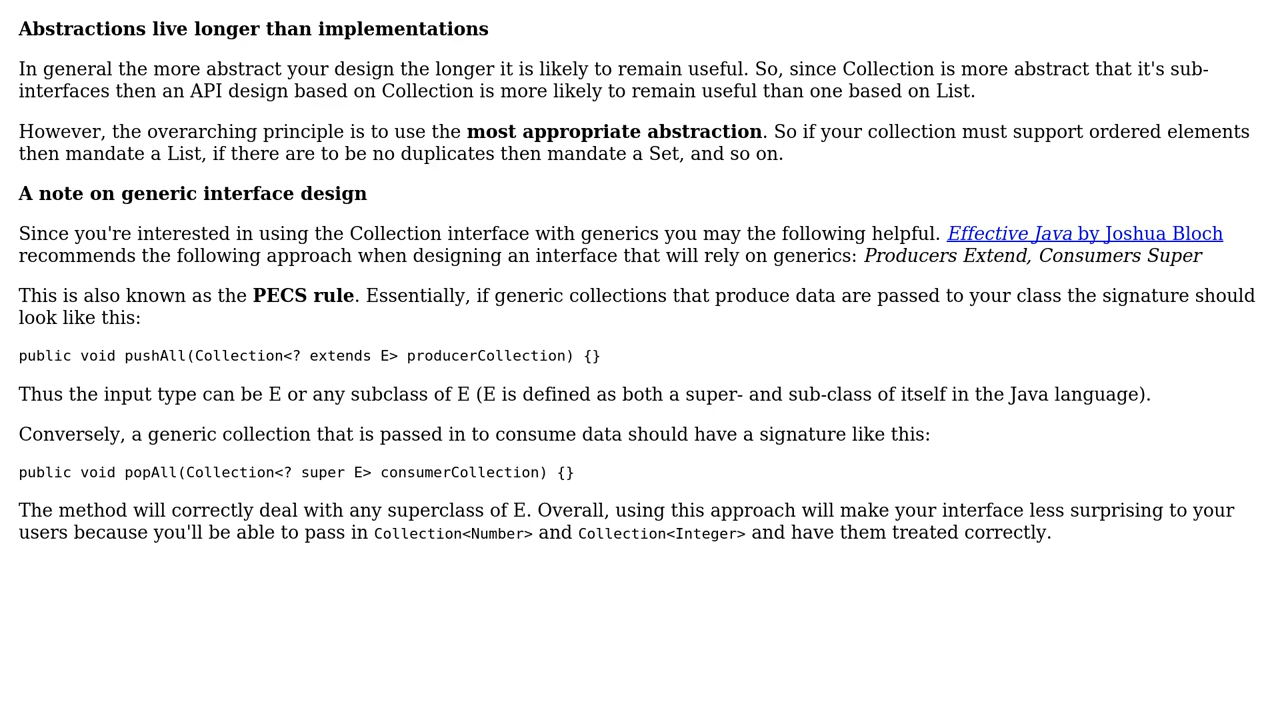 Abstractions live longer than implementations
In general the more abstract your design the longer it is likely to remain useful. So, since Collection is more abstract that it's sub-
interfaces then an API design based on Collection is more likely to remain useful than one based on List.
However, the overarching principle is to use the most appropriate abstraction. So if your collection must support ordered elements
then mandate a List, if there are to be no duplicates then mandate a Set, and so on.
A note on generic interface design
Since you're interested in using the Collection interface with generics you may the following helpful. Effective Java by Joshua Bloch
recommends the following approach when designing an interface that will rely on generics: Producers Extend, Consumers Super
This is also known as the PECS rule. Essentially, if generic collections that produce data are passed to your class the signature should
look like this:
public void pushAll(Collection<? extends E> producerCollection) {}
Thus the input type can be E or any subclass of E (E is defined as both a super- and sub-class of itself in the Java language).
Conversely, a generic collection that is passed in to consume data should have a signature like this:
public void popAll(Collection<? super E> consumerCollection) {}
The method will correctly deal with any superclass of E. Overall, using this approach will make your interface less surprising to your
users because you'll be able to pass in Collection<Number> and Collection<Integer> and have them treated correctly.